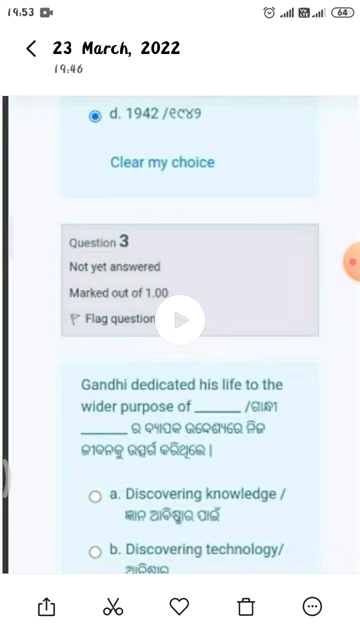 19:53
64
23 March, 2022
19:46
d. 1942 /୧୯୪୨
Clear my choice
Question 3
Not yet answered
Marked out of 1.00
Flag question
Gandhi dedicated his life to the
wider purpose of _______ /ଗାନ୍ଧୀ
_______ ର ବ୍ୟାପକ ଉଦ୍ଦେଶ୍ୟରେ ନିଜ
ଜୀବନକୁ ଉତ୍ସର୍ଗ କରିଥିଲେ |
a. Discovering knowledge /
ଜ୍ଞାନ ଆବିଷ୍କାର ପାଇଁ
b. Discovering technology/